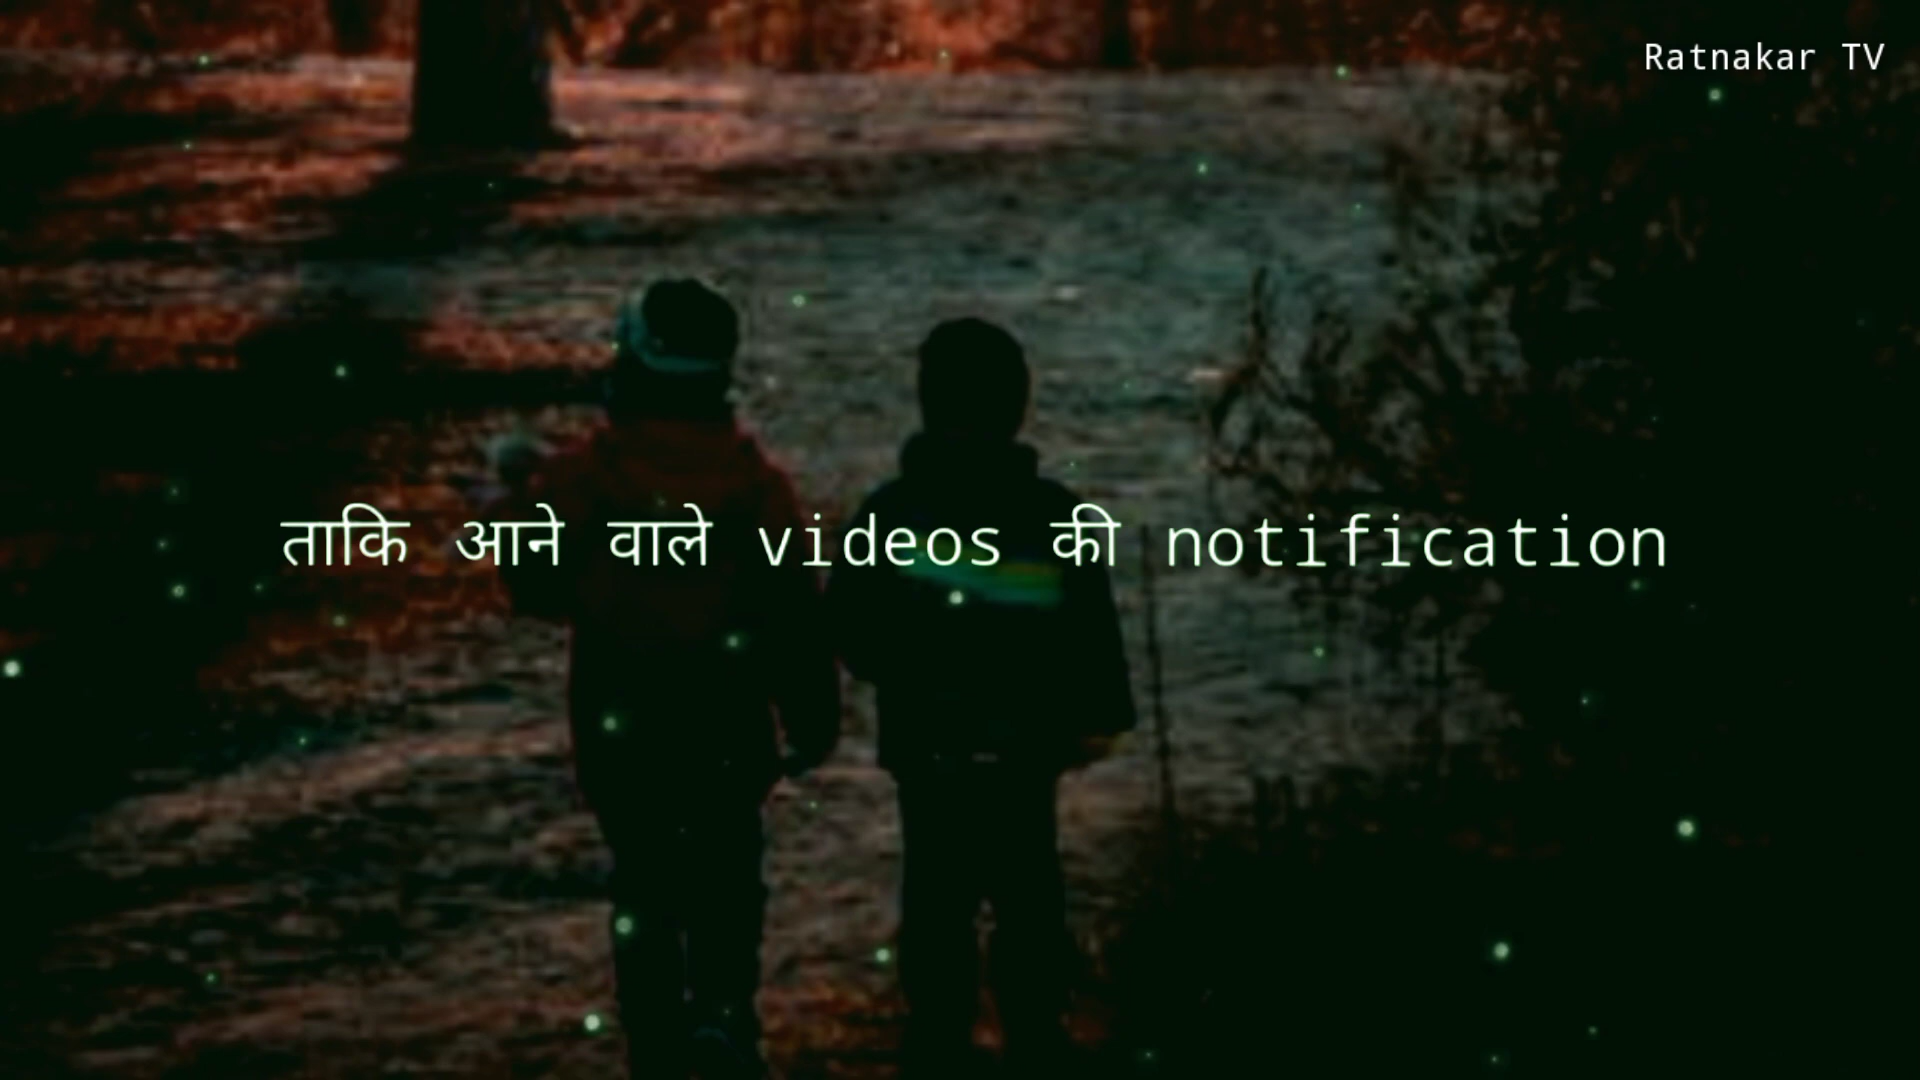 Ratnakar TV
ताकि आने वाले videos की notification